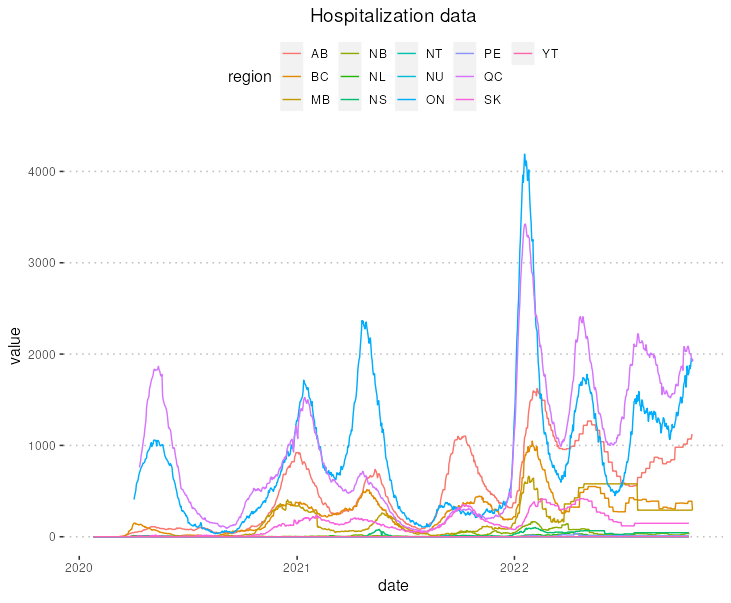 Hospitalization data
AB NB NT PE YT
region BC NL NU QC
MB NS ON SK
4000
3000
2000
1000
0
value
2020 2021 2022
date